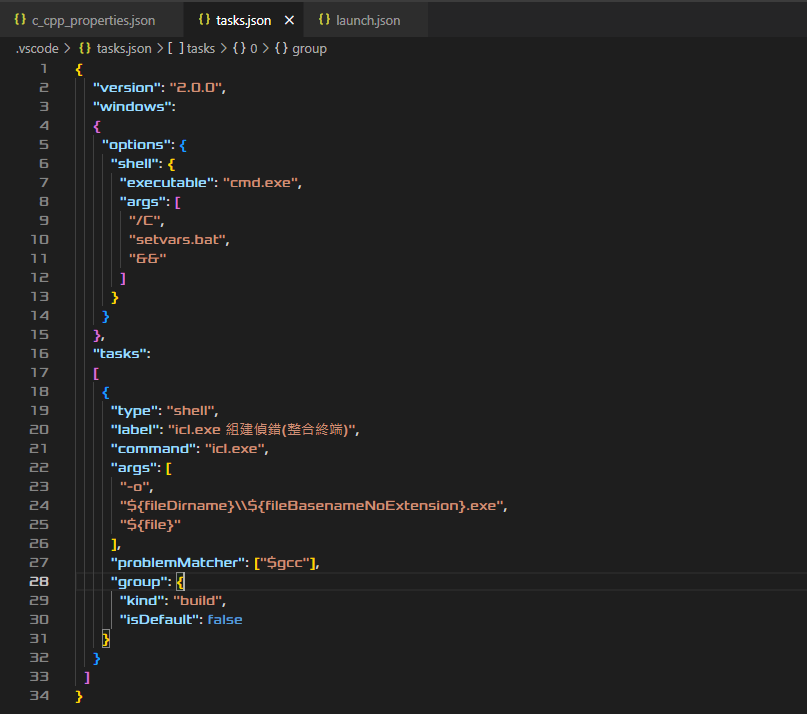 {} c_cpp_properties.json {} tasks.json × {} launch.json
.vscode > {} tasks.json > [ ] tasks > {} 0 > {} group
1 {
2 "version": "2.0.0",
3 "windows":
4 {
5 "options": {
6 "shell": {
7 "executable": "cmd.exe",
8 "args": [
9 "/C",
10 "setvars.bat",
11 "&&"
12 ]
13 }
14 }
15 },
16 "tasks":
17 [
18 {
19 "type": "shell",
20 "label": "icl.exe 組建偵錯(整合終端)",
21 "command": "icl.exe",
22 "args": [
23 "-o",
24 "${fileDirname}\\${fileBasenameNoExtension}.exe",
25 "${file}"
26 ],
27 "problemMatcher": ["$gcc"],
28 "group": {
29 "kind": "build",
30 "isDefault": false
31 }
32 }
33 ]
34 }